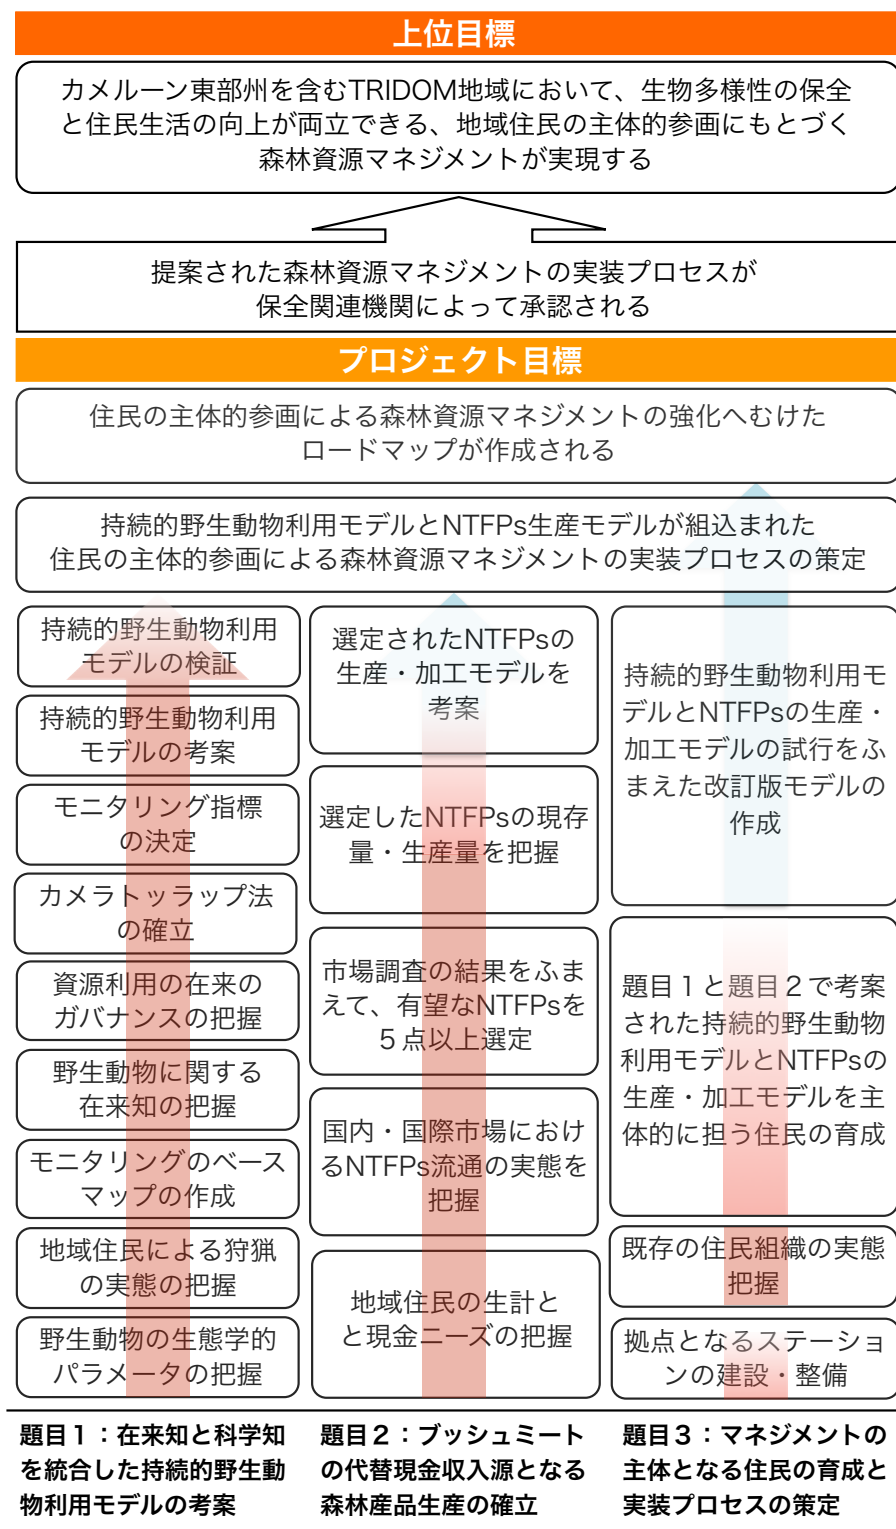 上位目標
カメルーン東部州を含むTRIDOM地域において、生物多様性の保全
と住民生活の向上が両立できる、地域住民の主体的参画にもとづく
森林資源マネジメントが実現する
提案された森林資源マネジメントの実装プロセスが
保全関連機関によって承認される
プロジェクト目標
住民の主体的参画による森林資源マネジメントの強化へむけた
ロードマップが作成される
持続的野生動物利用モデルとNTFPs生産モデルが組込まれた
住民の主体的参画による森林資源マネジメントの実装プロセスの策定
持続的野生動物利用
モデルの検証
持続的野生動物利用
モデルの考案
モニタリング指標
の決定
カメラトッラップ法
の確立
資源利用の在来の
ガバナンスの把握
野生動物に関する
在来知の把握
モニタリングのベース
マップの作成
地域住民による狩猟
の実態の把握
野生動物の生態学的
パラメータの把握
題目１：在来知と科学知
を統合した持続的野生動
物利用モデルの考案
選定されたNTFPsの
生産・加工モデルを
考案
選定したNTFPsの現存
量・生産量を把握
市場調査の結果をふま
えて、有望なNTFPsを
５点以上選定
国内・国際市場におけ
るNTFPs流通の実態を
把握
地域住民の生計と
と現金ニーズの把握
題目２：ブッシュミート
の代替現金収入源となる
森林産品生産の確立
持続的野生動物利用モ
デルとNTFPsの生産・
加工モデルの試行をふ
まえた改訂版モデルの
作成
題目１と題目２で考案
された持続的野生動物
利用モデルとNTFPsの
生産・加工モデルを主
体的に担う住民の育成
既存の住民組織の実態
把握
拠点となるステーショ
ンの建設・整備
題目３：マネジメントの
主体となる住民の育成と
実装プロセスの策定